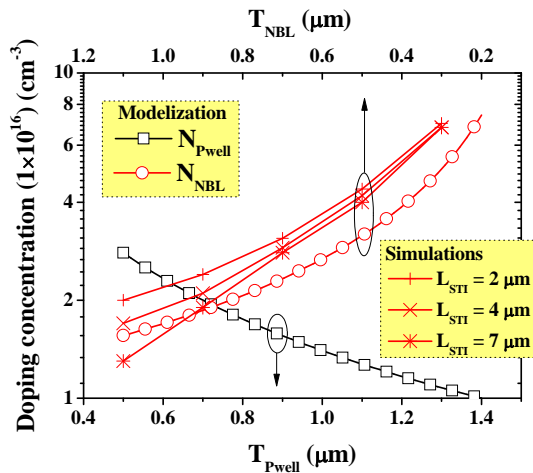 T_NBL (μm)
1.2 1.0 0.8 0.6 0.4 0.2
Doping concentration (1×10^16) (cm^-3)
10
8
6
4
2
1
Modelization
N_Pwell
N_NBL
Simulations
L_STI = 2 μm
L_STI = 4 μm
L_STI = 7 μm
0.4 0.6 0.8 1.0 1.2 1.4
T_Pwell (μm)